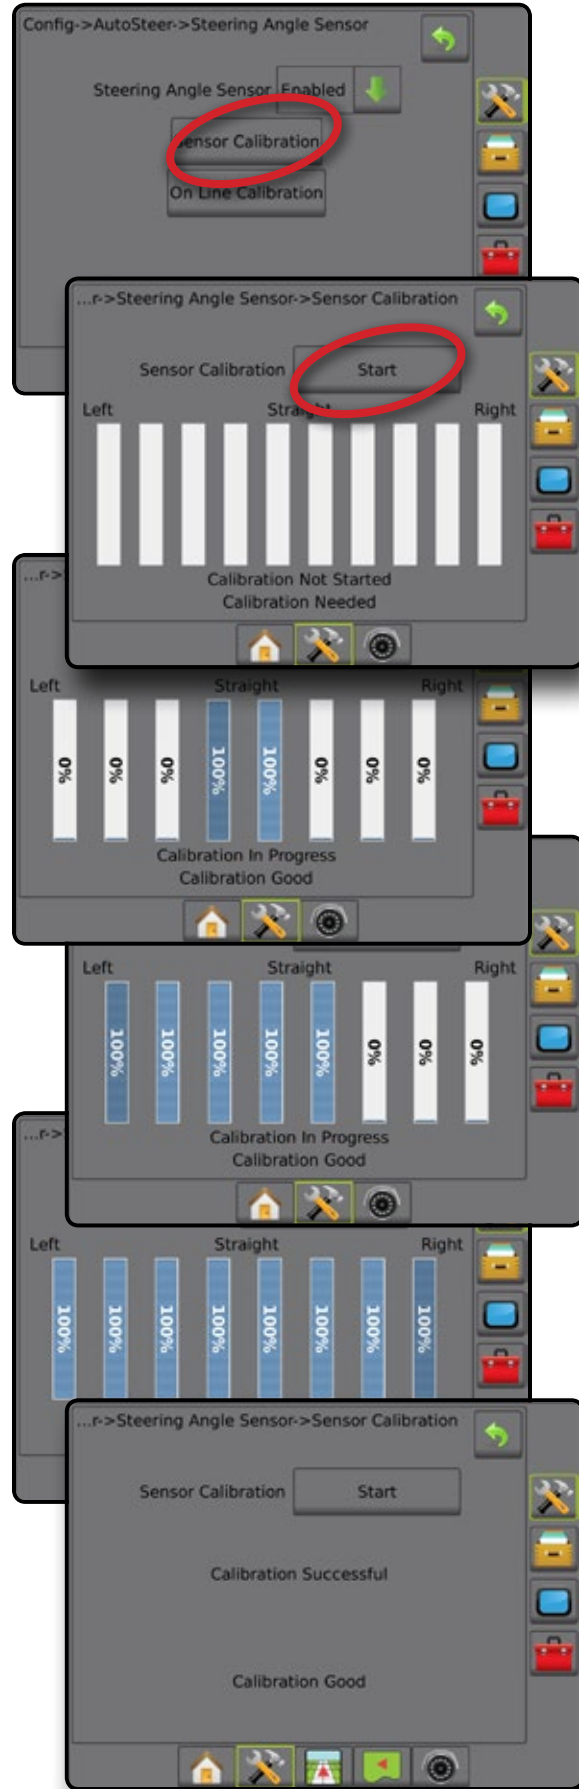 Config->AutoSteer->Steering Angle Sensor
Steering Angle Sensor Enabled
Sensor Calibration
On Line Calibration
...r->Steering Angle Sensor->Sensor Calibration
Sensor Calibration Start
Left Straight Right
Calibration Not Started
Calibration Needed
...r->
Left Straight Right
0% 0% 0% 100% 100% 0% 0% 0%
Calibration In Progress
Calibration Good
Left Straight Right
100% 100% 100% 100% 100% 0% 0% 0%
Calibration In Progress
Calibration Good
...r->
Left Straight Right
100% 100% 100% 100% 100% 100% 100% 100%
...r->Steering Angle Sensor->Sensor Calibration
Sensor Calibration Start
Calibration Successful
Calibration Good